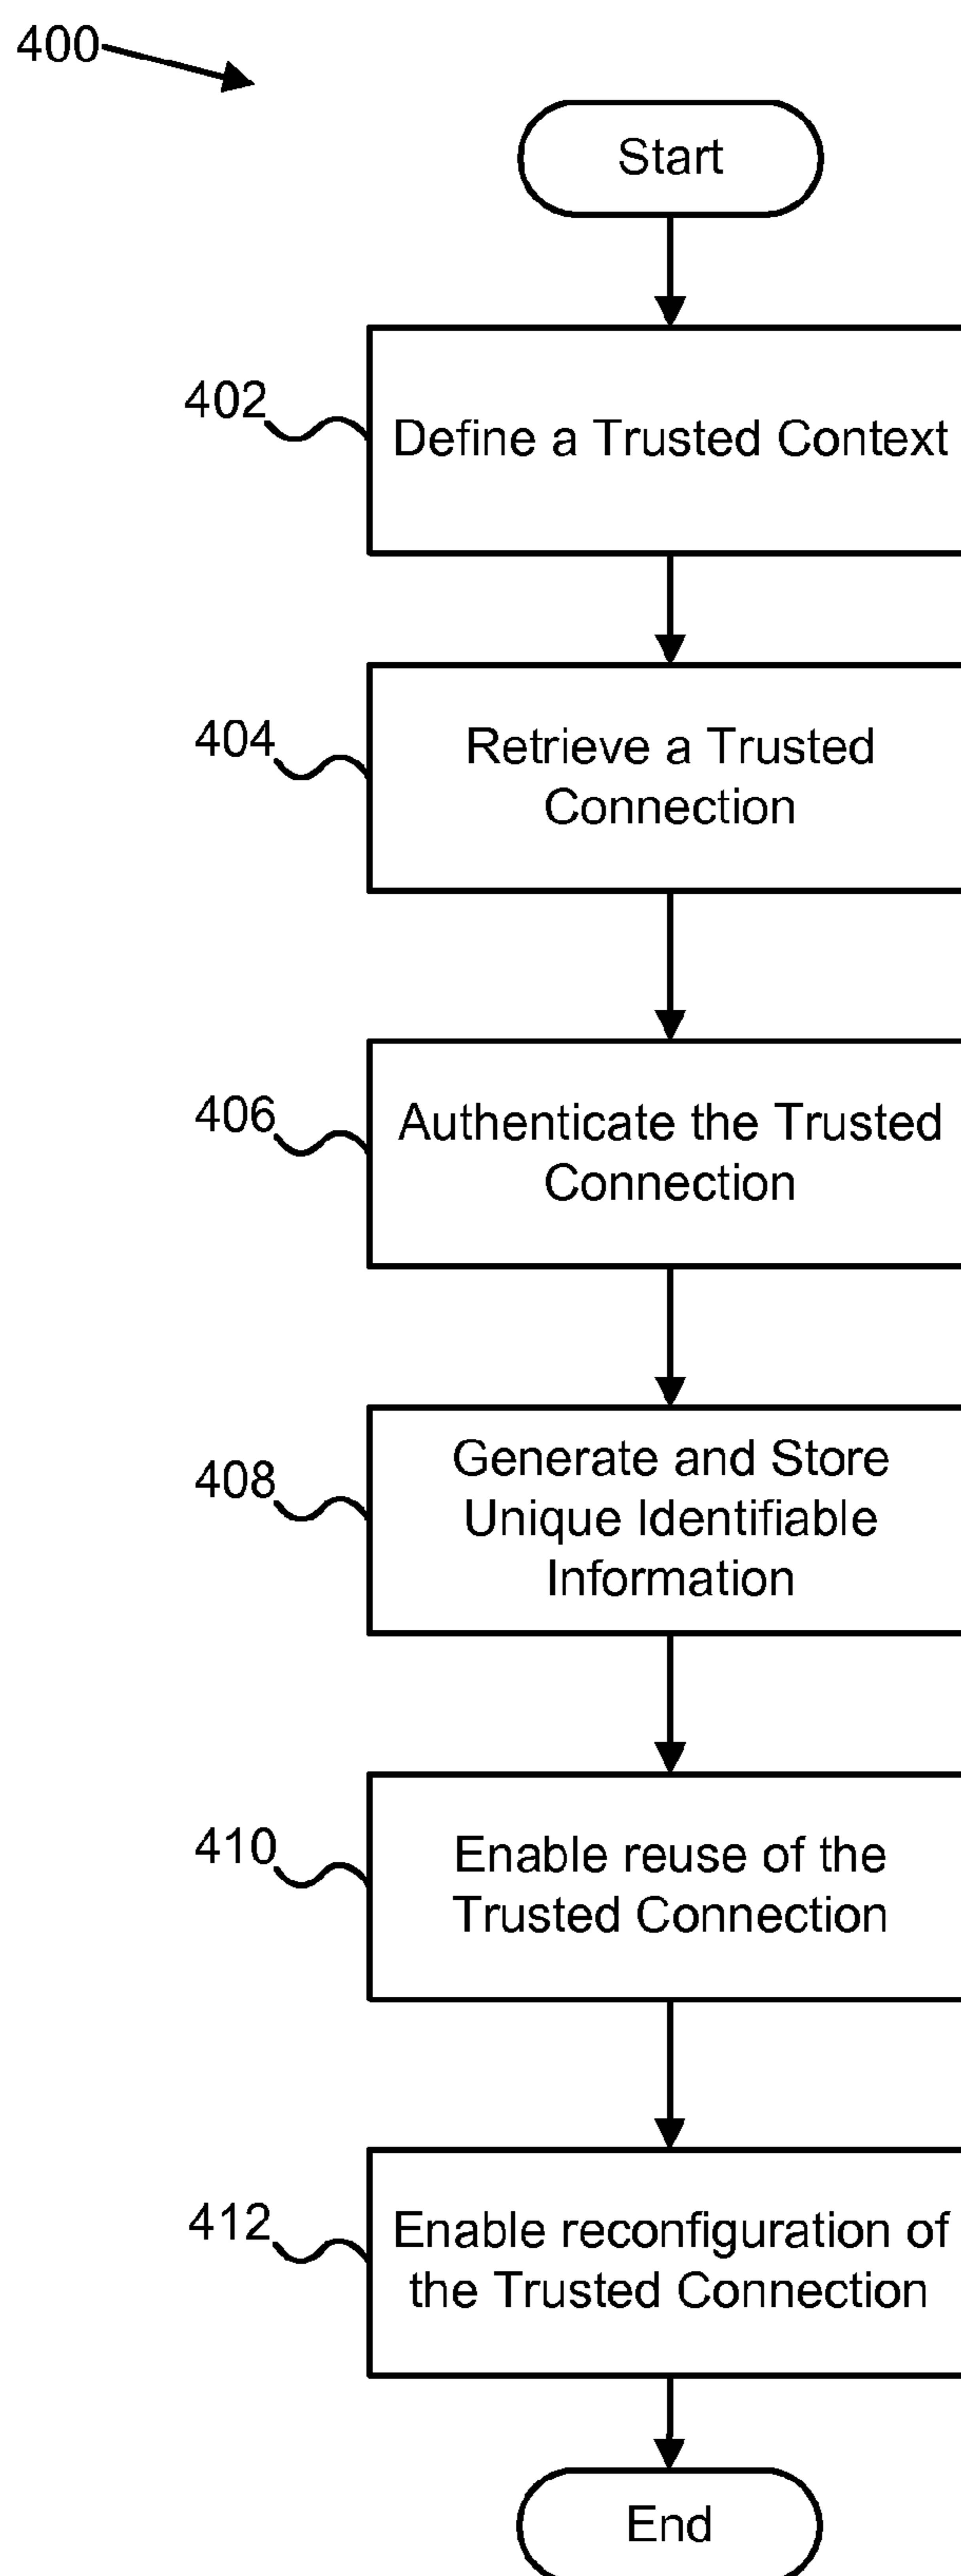 400
Start
402
Define a Trusted Context
404
Retrieve a Trusted
Connection
406
Authenticate the Trusted
Connection
408
Generate and Store
Unique Identifiable
Information
410
Enable reuse of the
Trusted Connection
412
Enable reconfiguration of
the Trusted Connection
End